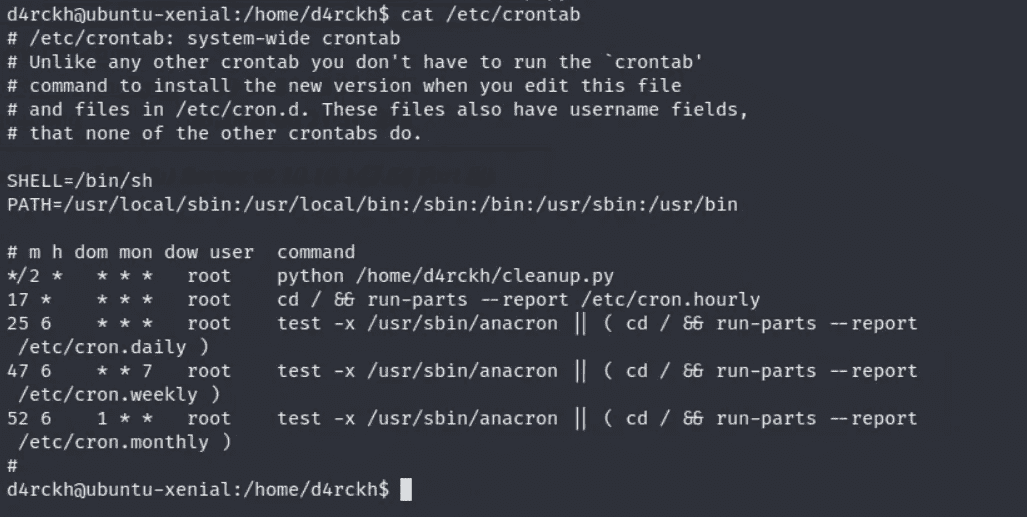 d4rckh@ubuntu-xenial:/home/d4rckh$ cat /etc/crontab
# /etc/crontab: system-wide crontab
# Unlike any other crontab you don't have to run the `crontab'
# command to install the new version when you edit this file
# and files in /etc/cron.d. These files also have username fields,
# that none of the other crontabs do.
SHELL=/bin/sh
PATH=/usr/local/sbin:/usr/local/bin:/sbin:/bin:/usr/sbin:/usr/bin
# m h dom mon dow user  command
*/2 *   * * *   root    python /home/d4rckh/cleanup.py
17 *    * * *   root    cd / && run-parts --report /etc/cron.hourly
25 6    * * *   root    test -x /usr/sbin/anacron || ( cd / && run-parts --report
 /etc/cron.daily )
47 6    * * 7   root    test -x /usr/sbin/anacron || ( cd / && run-parts --report
 /etc/cron.weekly )
52 6    1 * *   root    test -x /usr/sbin/anacron || ( cd / && run-parts --report
 /etc/cron.monthly )
#
d4rckh@ubuntu-xenial:/home/d4rckh$